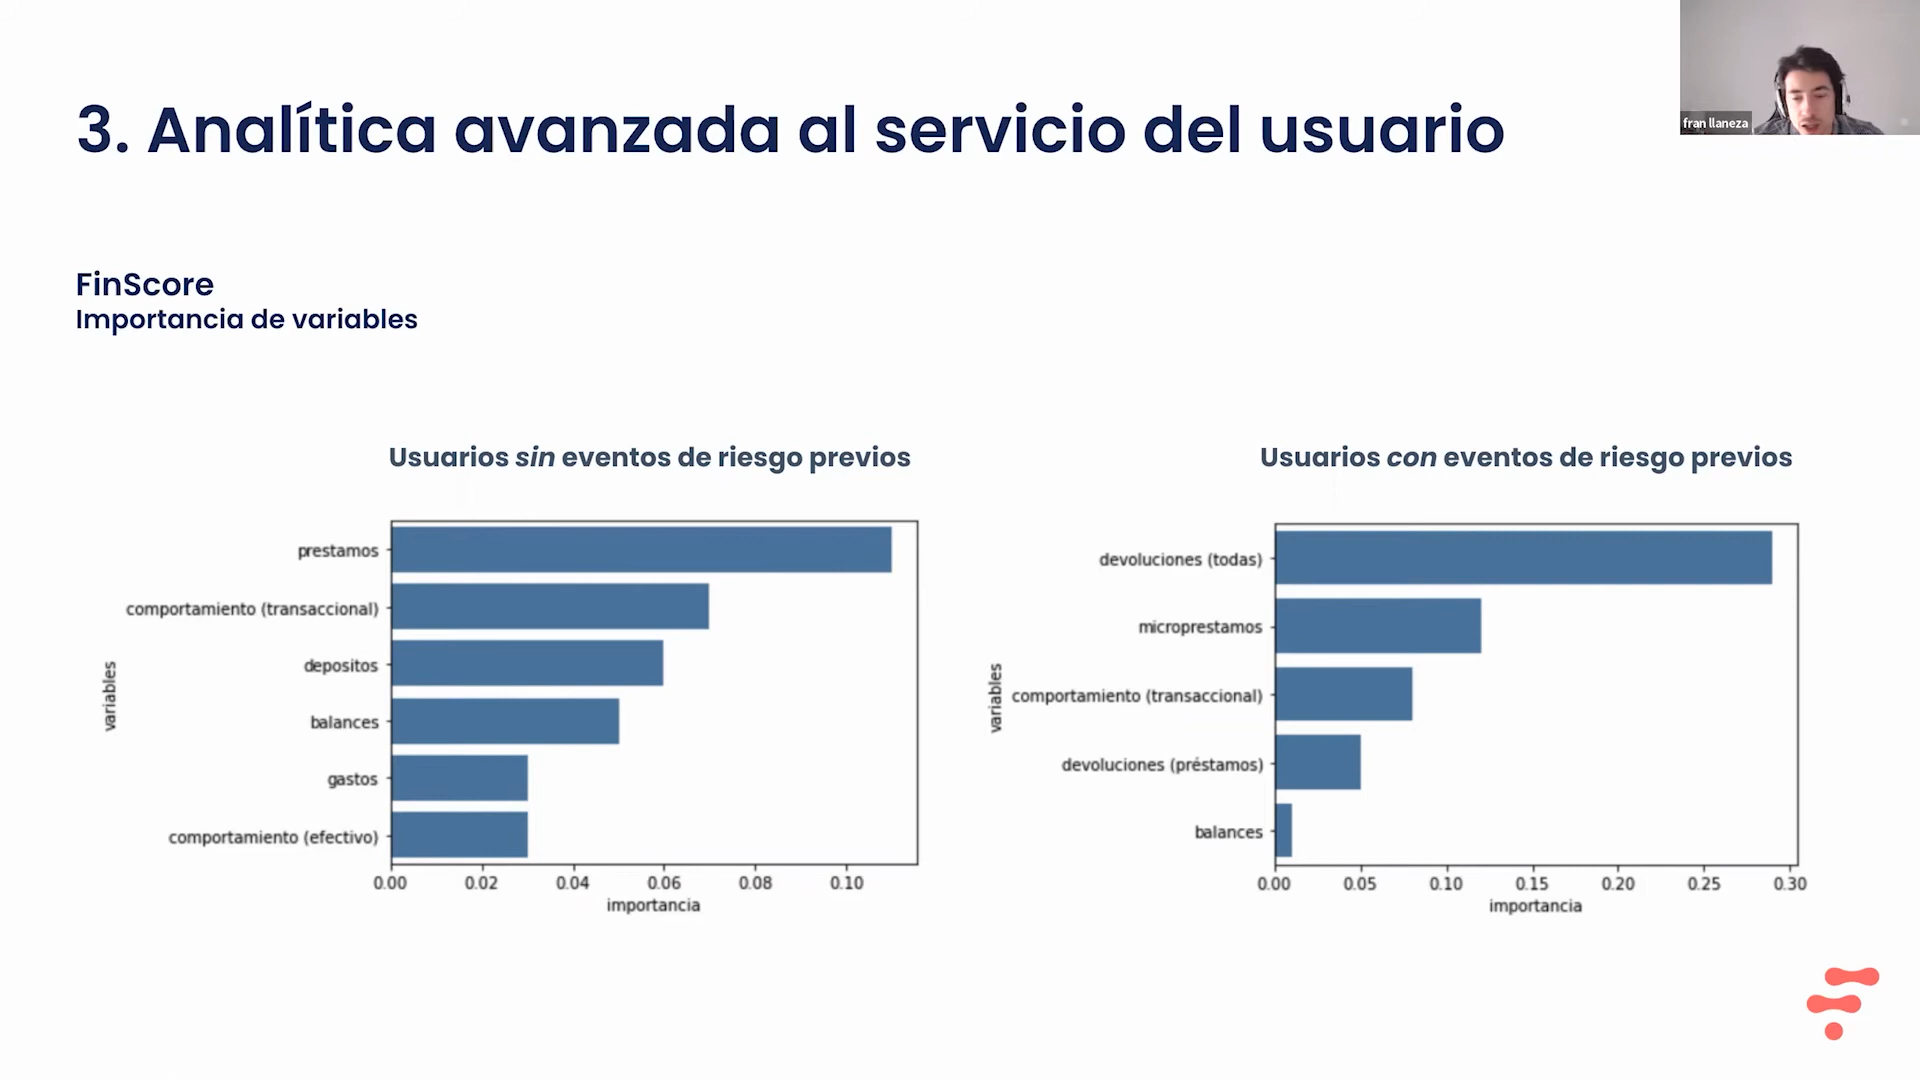 3. Analítica avanzada al servicio del usuario
fran llaneza
FinScore
Importancia de variables
Usuarios sin eventos de riesgo previos
variables
prestamos
comportamiento (transaccional)
depositos
balances
gastos
comportamiento (efectivo)
0.00 0.02 0.04 0.06 0.08 0.10
importancia
Usuarios con eventos de riesgo previos
variables
devoluciones (todas)
microprestamos
comportamiento (transaccional)
devoluciones (préstamos)
balances
0.00 0.05 0.10 0.15 0.20 0.25 0.30
importancia